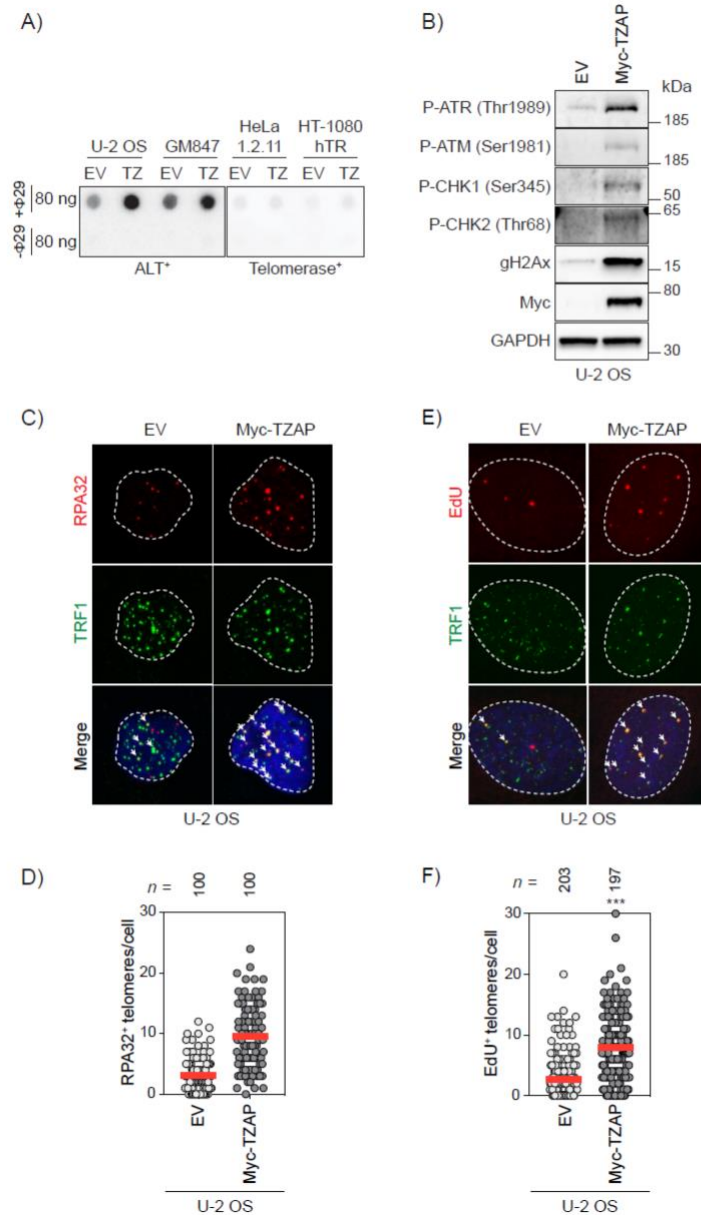 A)
U-2 OS GM847 HeLa 1.2.11 HT-1080 hTR
EV TZ EV TZ EV TZ EV TZ
+Φ29 80 ng
-Φ29 80 ng
ALT+ Telomerase+
B)
EV Myc-TZAP
kDa
P-ATR (Thr1989) 185
P-ATM (Ser1981) 185
P-CHK1 (Ser345) 50
P-CHK2 (Thr68) 65
gH2Ax 15
Myc 80
GAPDH 30
U-2 OS
C)
EV Myc-TZAP
RPA32
TRF1
Merge
U-2 OS
E)
EV Myc-TZAP
EdU
TRF1
Merge
U-2 OS
D)
n = 100 100
RPA32+ telomeres/cell
30
20
10
0
EV Myc-TZAP
U-2 OS
F)
n = 203 197
***
EdU+ telomeres/cell
30
20
10
0
EV Myc-TZAP
U-2 OS